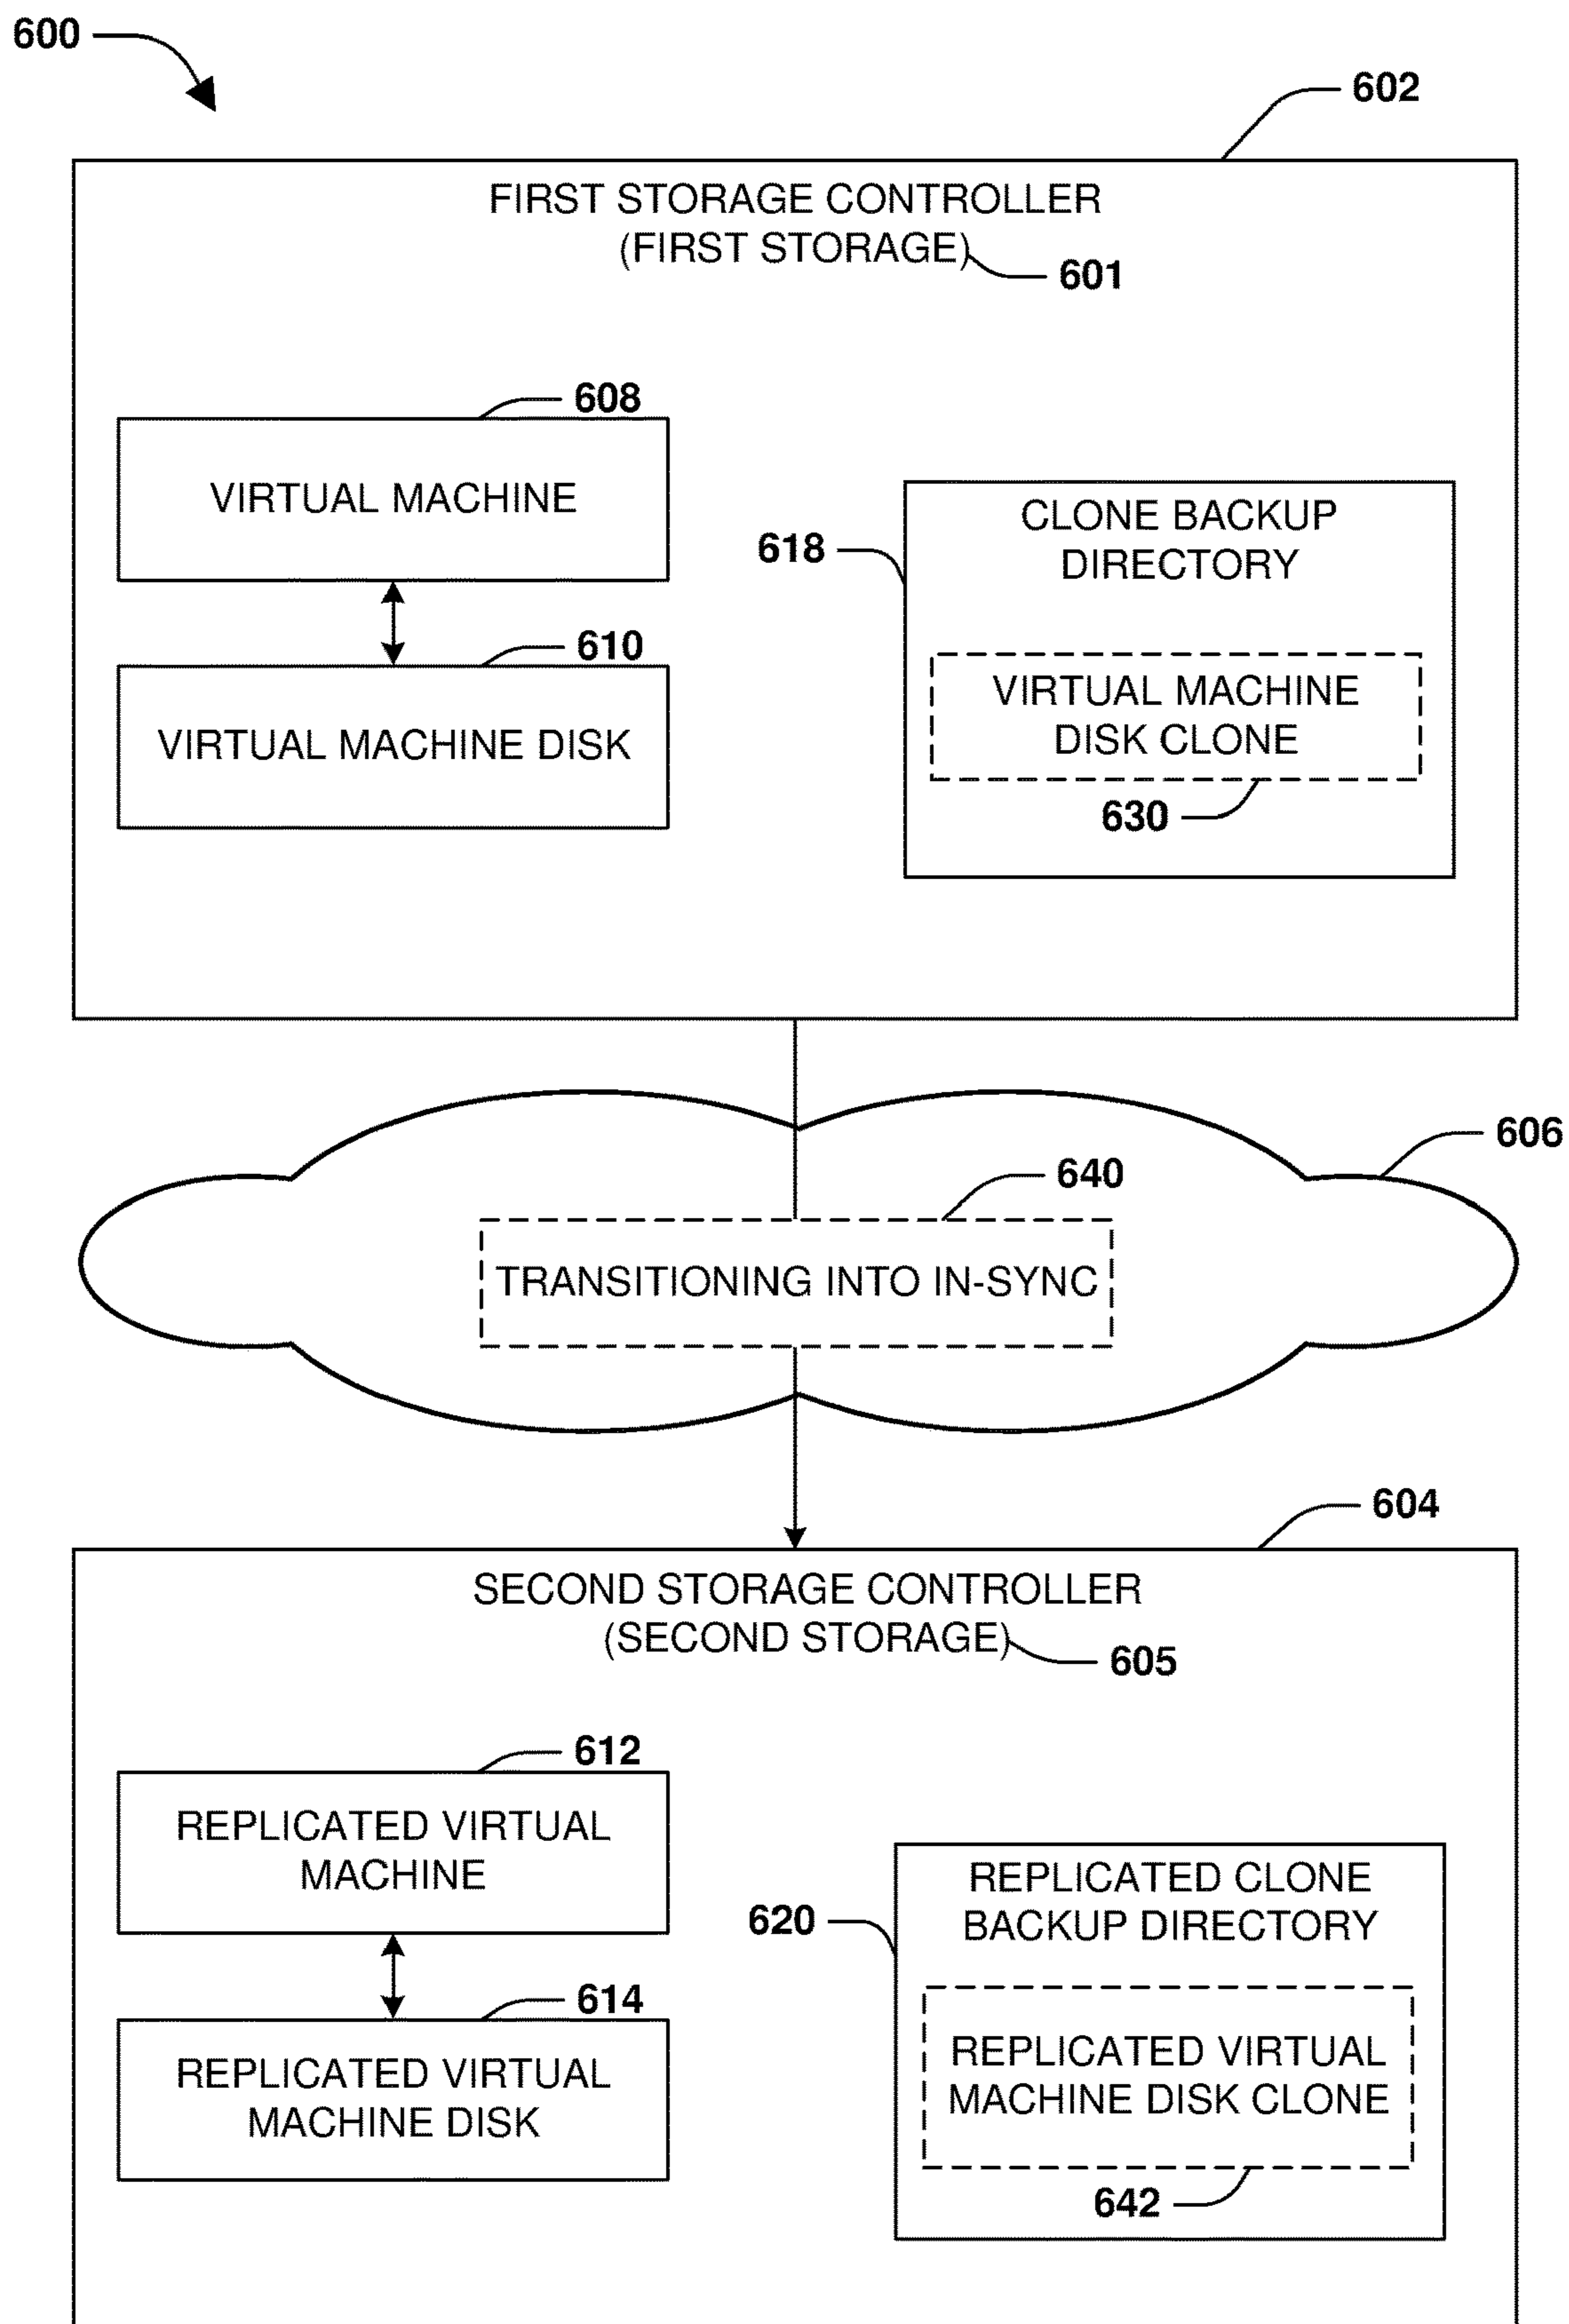 600
602
FIRST STORAGE CONTROLLER
(FIRST STORAGE)
601
608
VIRTUAL MACHINE
610
VIRTUAL MACHINE DISK
618
CLONE BACKUP
DIRECTORY
VIRTUAL MACHINE
DISK CLONE
630
606
640
TRANSITIONING INTO IN-SYNC
604
SECOND STORAGE CONTROLLER
(SECOND STORAGE)
605
612
REPLICATED VIRTUAL
MACHINE
614
REPLICATED VIRTUAL
MACHINE DISK
620
REPLICATED CLONE
BACKUP DIRECTORY
REPLICATED VIRTUAL
MACHINE DISK CLONE
642